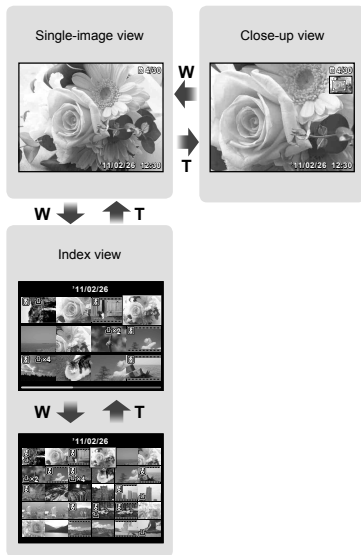 Single-image view
Close-up view
4/30
'11/02/26 12:30
W
T
4/30
'11/02/26 12:30
W
T
Index view
'11/02/26
×2
×4
W
T
'11/02/26
×2
×4